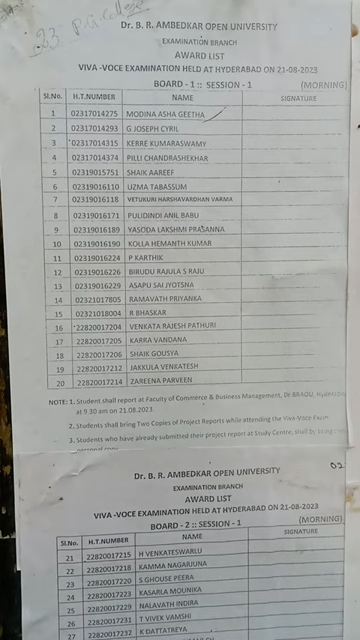 23 P.G. College
Dr. B. R. AMBEDKAR OPEN UNIVERSITY
EXAMINATION BRANCH
AWARD LIST
VIVA-VOCE EXAMINATION HELD AT HYDERABAD ON 21-08-2023
BOARD - 1 :: SESSION - 1 (MORNING)
Sl.No. H.T.NUMBER NAME SIGNATURE
1 02317014275 MODINA ASHA GEETHA
2 02317014293 G JOSEPH CYRIL
3 02317014315 KERRE KUMARASWAMY
4 02317014374 PILLI CHANDRASHEKHAR
5 02319015751 SHAIK AAREEF
6 02319016110 UZMA TABASSUM
7 02319016118 VETUKURI HARSHAVARDHAN VARMA
8 02319016171 PULIDINDI ANIL BABU
9 02319016189 YASODA LAKSHMI PRASANNA
10 02319016190 KOLLA HEMANTH KUMAR
11 02319016224 P KARTHIK
12 02319016226 BIRUDU RAJULA S RAJU
13 02319016229 ASAPU SAI JYOTSNA
14 02321017805 RAMAVATH PRIYANKA
15 02321018004 R BHASKAR
16 22820017204 VENKATA RAJESH PATHURI
17 22820017205 KARRA VANDANA
18 22820017206 SHAIK GOUSYA
19 22820017212 JAKKULA VENKATESH
20 22820017214 ZAREENA PARVEEN
NOTE: 1. Student shall report at Faculty of Commerce & Business Management, Dr BRAOU,
at 9.30 am on 21.08.2023.
2. Students shall bring Two Copies of Project Reports while attending the Viva-Voce Exam
3. Students who have already submitted their project report at Study Centre, shall
02
Dr. B. R. AMBEDKAR OPEN UNIVERSITY
EXAMINATION BRANCH
AWARD LIST
VIVA -VOCE EXAMINATION HELD AT HYDERABAD ON 21-08-2023
BOARD - 2 :: SESSION - 1 (MORNING)
Sl.No. H.T.NUMBER NAME SIGNATURE
21 22820017215 H VENKATESWARLU
22 22820017218 KAMMA NAGARJUNA
23 22820017220 S GHOUSE PEERA
24 22820017223 KASARLA MOUNIKA
25 22820017229 NALAVATH INDIRA
26 22820017231 T VIVEK VAMSHI
27 22820017232 K DATTATREYA